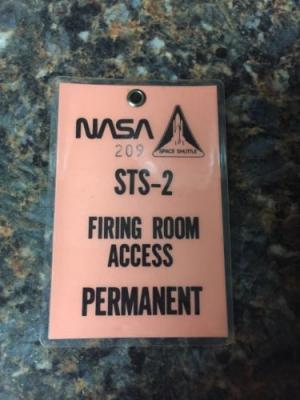 NASA
209
SPACE SHUTTLE
STS-2
FIRING ROOM
ACCESS
PERMANENT